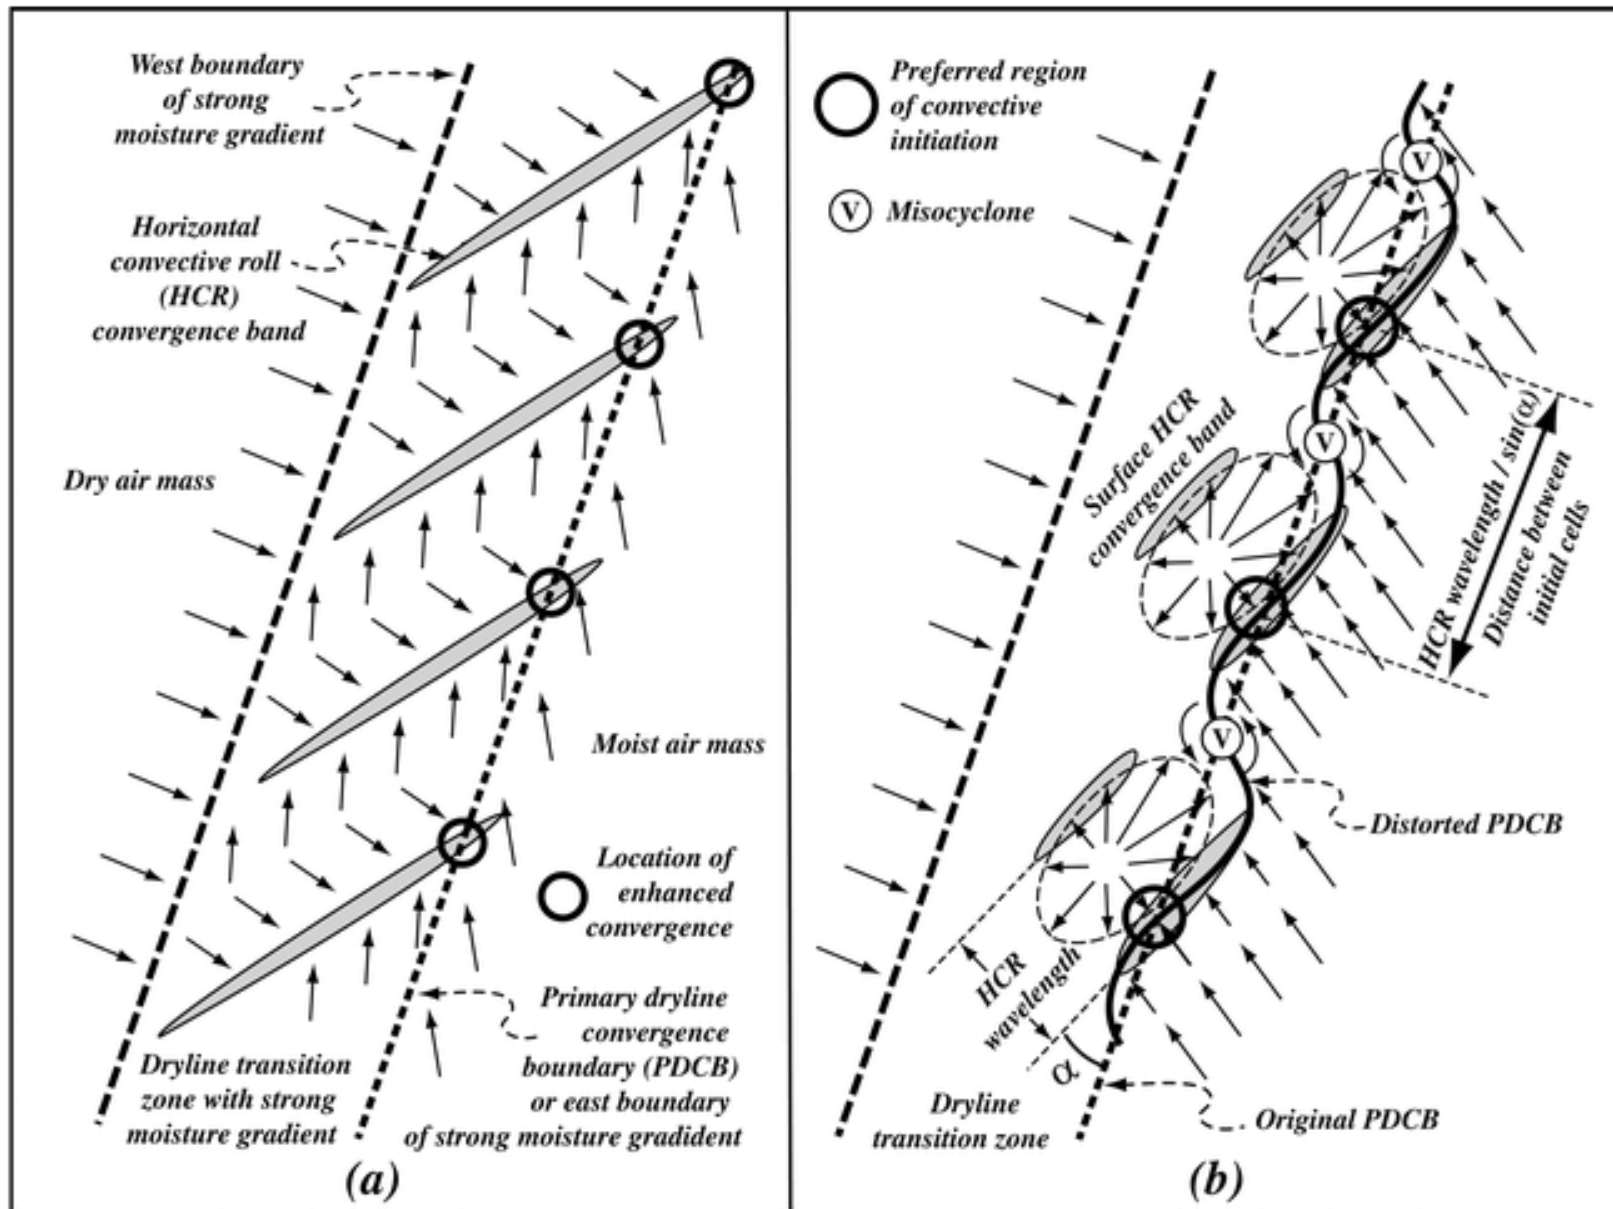 West boundary
of strong
moisture gradient
Horizontal
convective roll
(HCR)
convergence band
Dry air mass
Moist air mass
Location of
enhanced
convergence
Primary dryline
convergence
boundary (PDCB)
or east boundary
of strong moisture gradident
Dryline transition
zone with strong
moisture gradient
(a)
Preferred region
of convective
initiation
V Misocyclone
V
Surface HCR
convergence band
V
HCR wavelength / sin(α)
Distance between
initial cells
V
Distorted PDCB
HCR
wavelength
α
Dryline
transition zone
Original PDCB
(b)